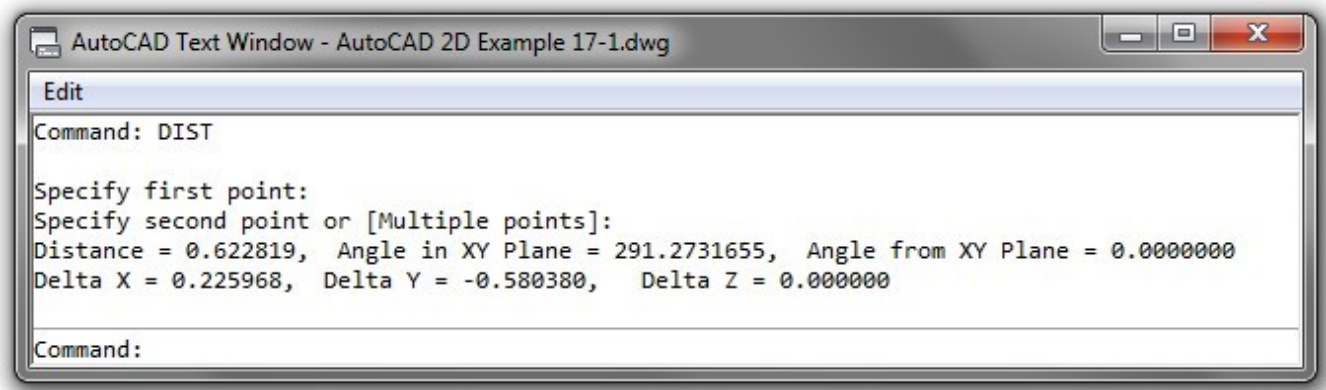 AutoCAD Text Window - AutoCAD 2D Example 17-1.dwg
Edit
Command: DIST
Specify first point:
Specify second point or [Multiple points]:
Distance = 0.622819,  Angle in XY Plane = 291.2731655,  Angle from XY Plane = 0.0000000
Delta X = 0.225968,  Delta Y = -0.580380,   Delta Z = 0.000000
Command: